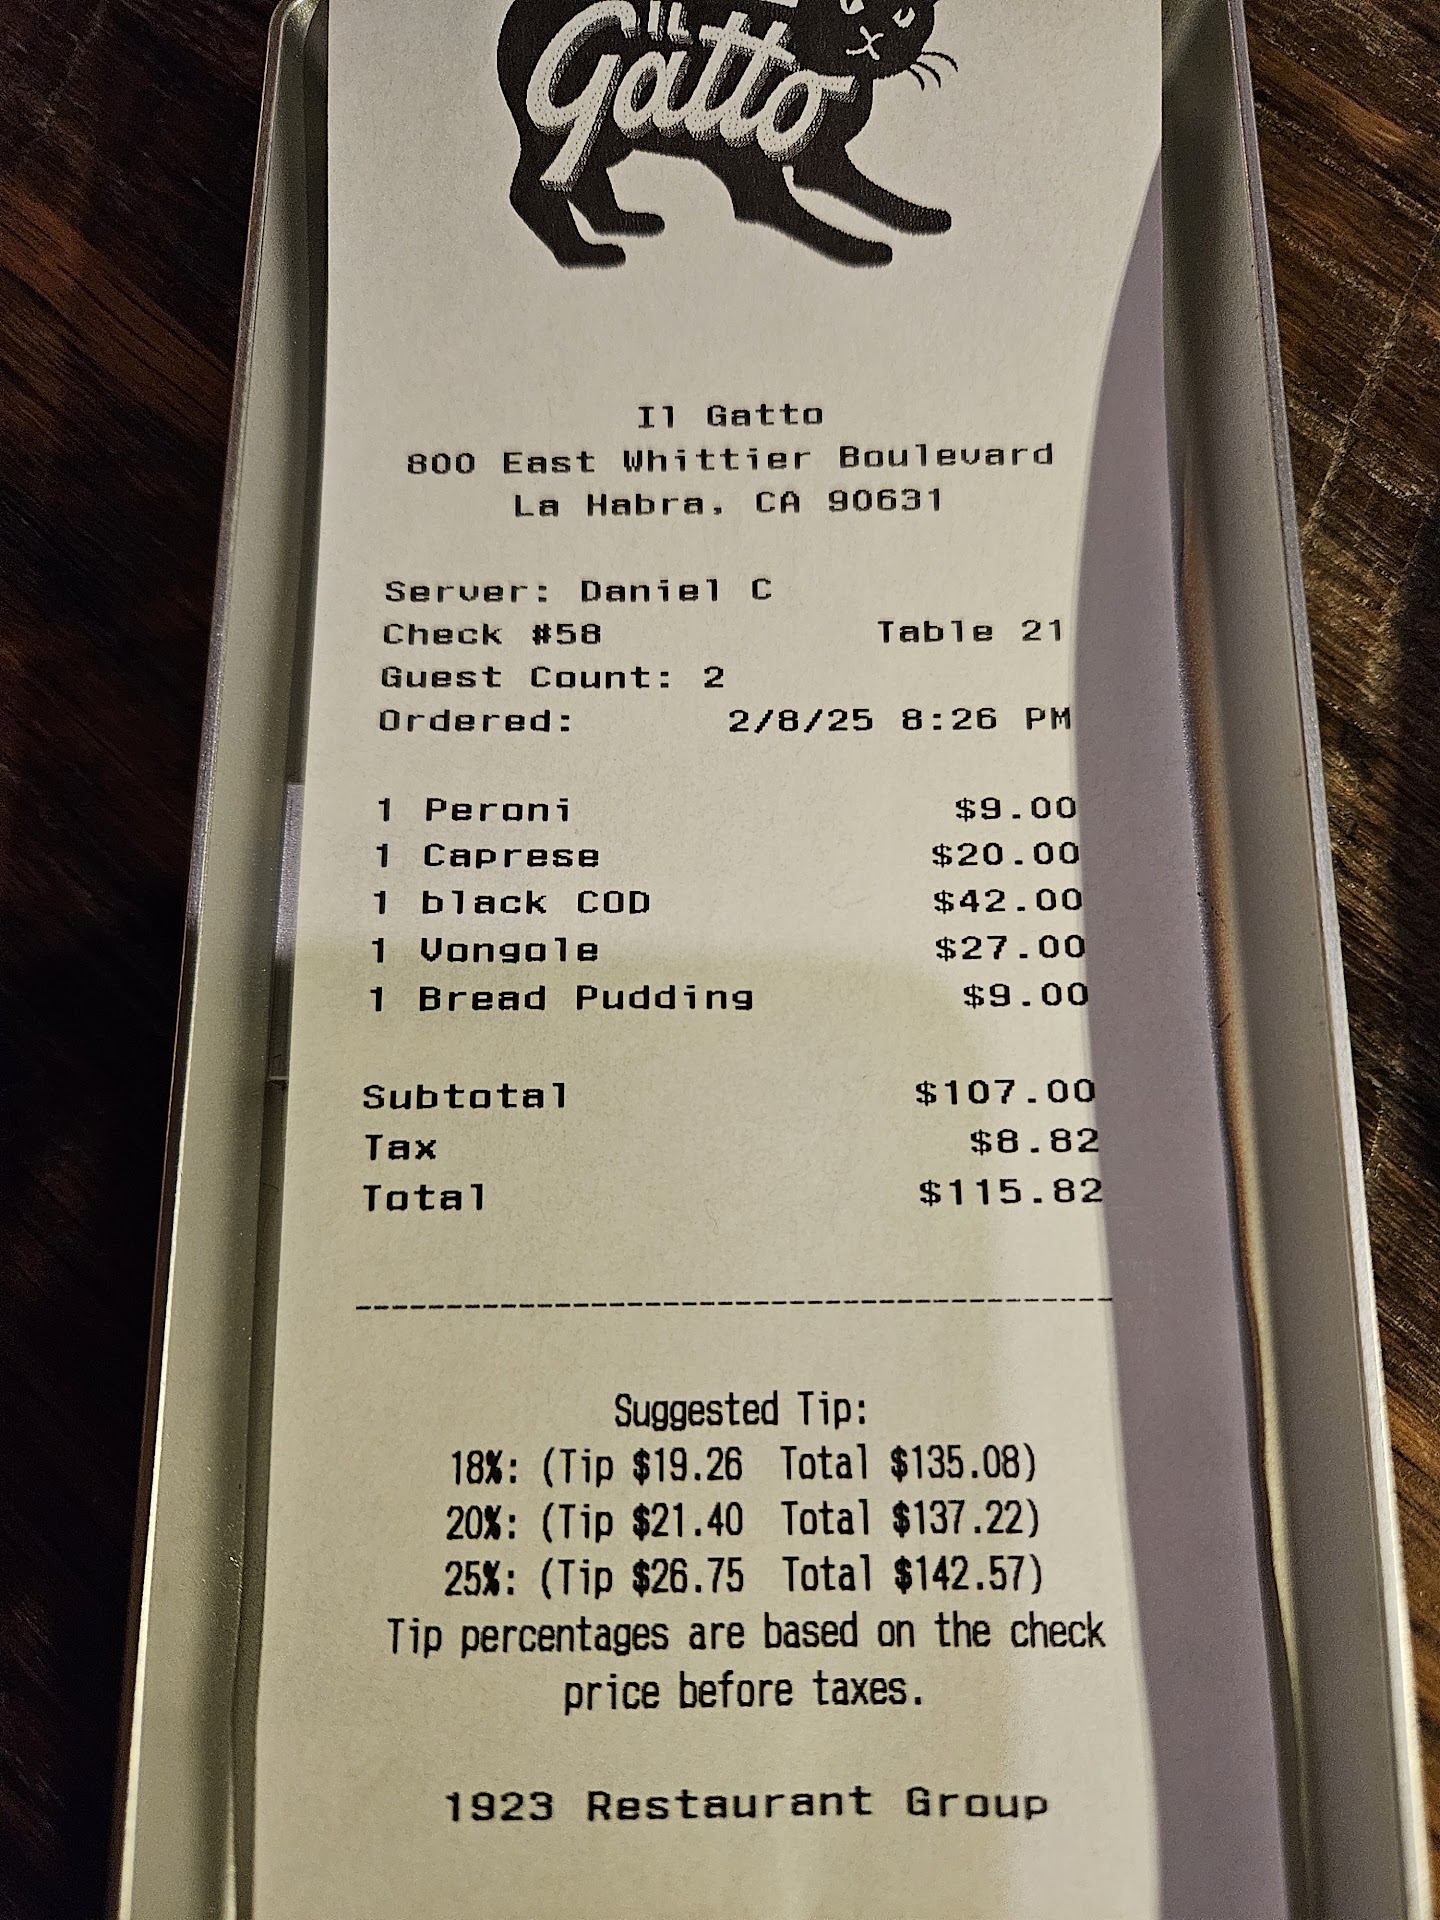 IL
Gatto
Il Gatto
800 East Whittier Boulevard
La Habra, CA 90631
Server: Daniel C
Check #58 Table 21
Guest Count: 2
Ordered: 2/8/25 8:26 PM
1 Peroni $9.00
1 Caprese $20.00
1 black COD $42.00
1 Vongole $27.00
1 Bread Pudding $9.00
Subtotal $107.00
Tax $8.82
Total $115.82
Suggested Tip:
18%: (Tip $19.26 Total $135.08)
20%: (Tip $21.40 Total $137.22)
25%: (Tip $26.75 Total $142.57)
Tip percentages are based on the check
price before taxes.
1923 Restaurant Group